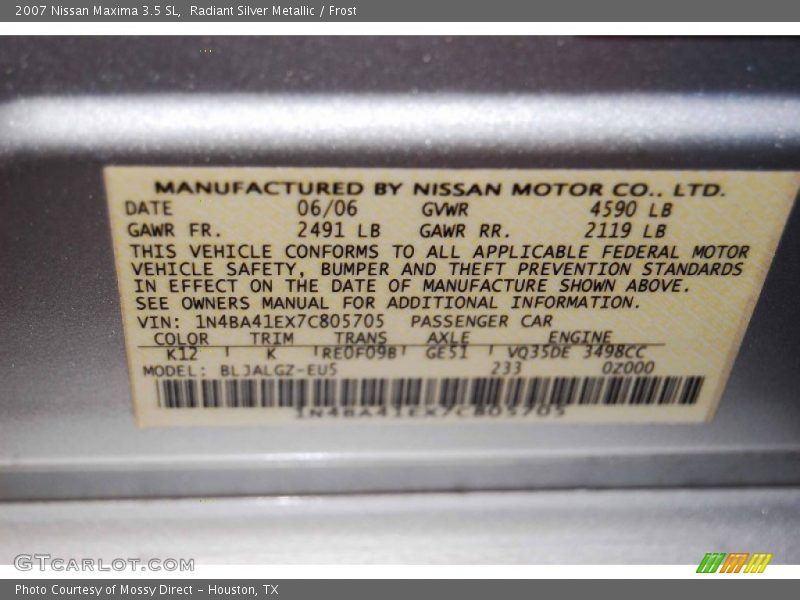 2007 Nissan Maxima 3.5 SL,  Radiant Silver Metallic / Frost
MANUFACTURED BY NISSAN MOTOR CO., LTD.
DATE 06/06 GVWR 4590 LB
GAWR FR. 2491 LB GAWR RR. 2119 LB
THIS VEHICLE CONFORMS TO ALL APPLICABLE FEDERAL MOTOR
VEHICLE SAFETY, BUMPER AND THEFT PREVENTION STANDARDS
IN EFFECT ON THE DATE OF MANUFACTURE SHOWN ABOVE.
SEE OWNERS MANUAL FOR ADDITIONAL INFORMATION.
VIN: 1N4BA41EX7C805705 PASSENGER CAR
COLOR TRIM TRANS AXLE ENGINE
K12 K RE0F09B GE51 VQ35DE 3498CC
MODEL: BLJALGZ-EU5 233 0Z000
1N4BA41EX7C805705
GTCARLOT.COM
Photo Courtesy of Mossy Direct – Houston, TX